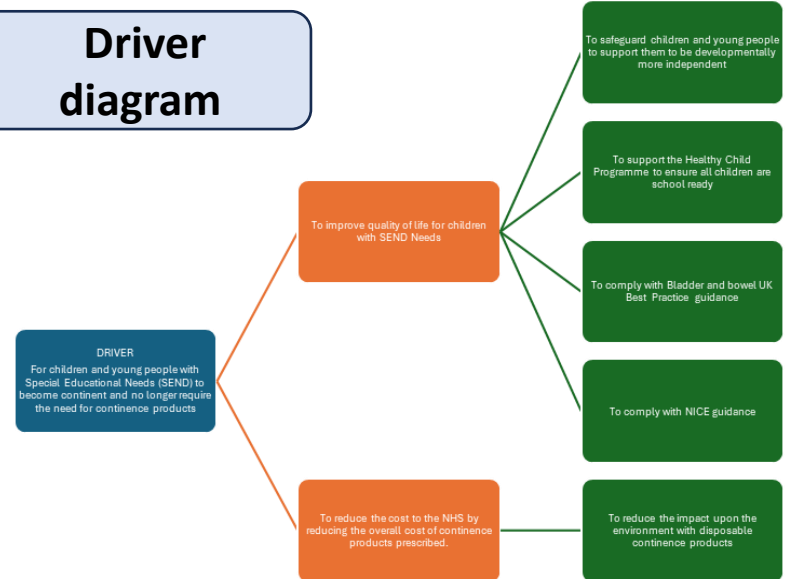 Driver
diagram
To safeguard children and young people
to support them to be developmentally
more independent
To support the Healthy Child
Programme to ensure all children are
school ready
To improve quality of life for children
with SEND Needs
To comply with Bladder and bowel UK
Best Practice guidance
DRIVER
For children and young people with
Special Educational Needs (SEND) to
become continent and no longer require
the need for continence products
To comply with NICE guidance
To reduce the cost to the NHS by
reducing the overall cost of continence
products prescribed.
To reduce the impact upon the
environment with disposable
continence products